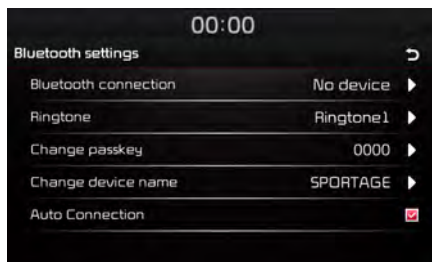 00:00
Bluetooth settings
Bluetooth connection No device
Ringtone Ringtone1
Change passkey 0000
Change device name SPORTAGE
Auto Connection